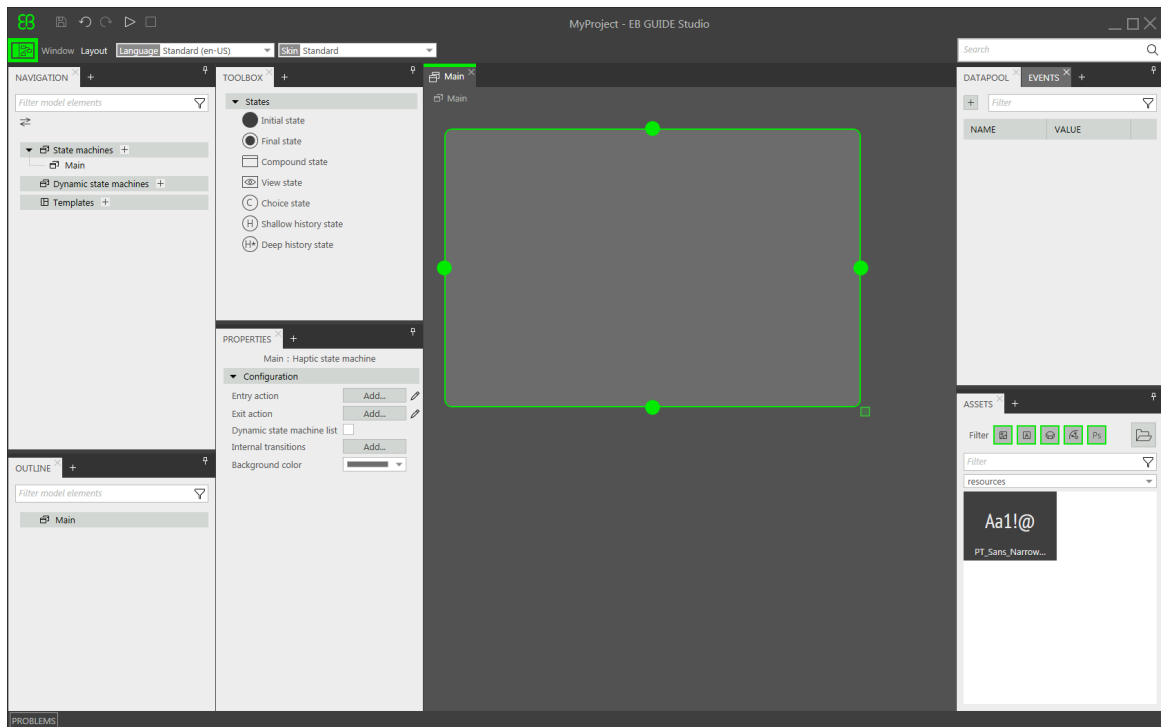 MyProject - EB GUIDE Studio
Window Layout Language Standard (en-US) Skin Standard
Search
NAVIGATION
Filter model elements
State machines
Main
Dynamic state machines
Templates
OUTLINE
Filter model elements
Main
TOOLBOX
States
Initial state
Final state
Compound state
View state
C Choice state
H Shallow history state
H* Deep history state
PROPERTIES
Main : Haptic state machine
Configuration
Entry action Add...
Exit action Add...
Dynamic state machine list
Internal transitions Add...
Background color
Main
Main
DATAPOOL EVENTS
Filter
NAME VALUE
ASSETS
Filter A Ps
Filter
resources
Aa1!@
PT_Sans_Narrow...
PROBLEMS